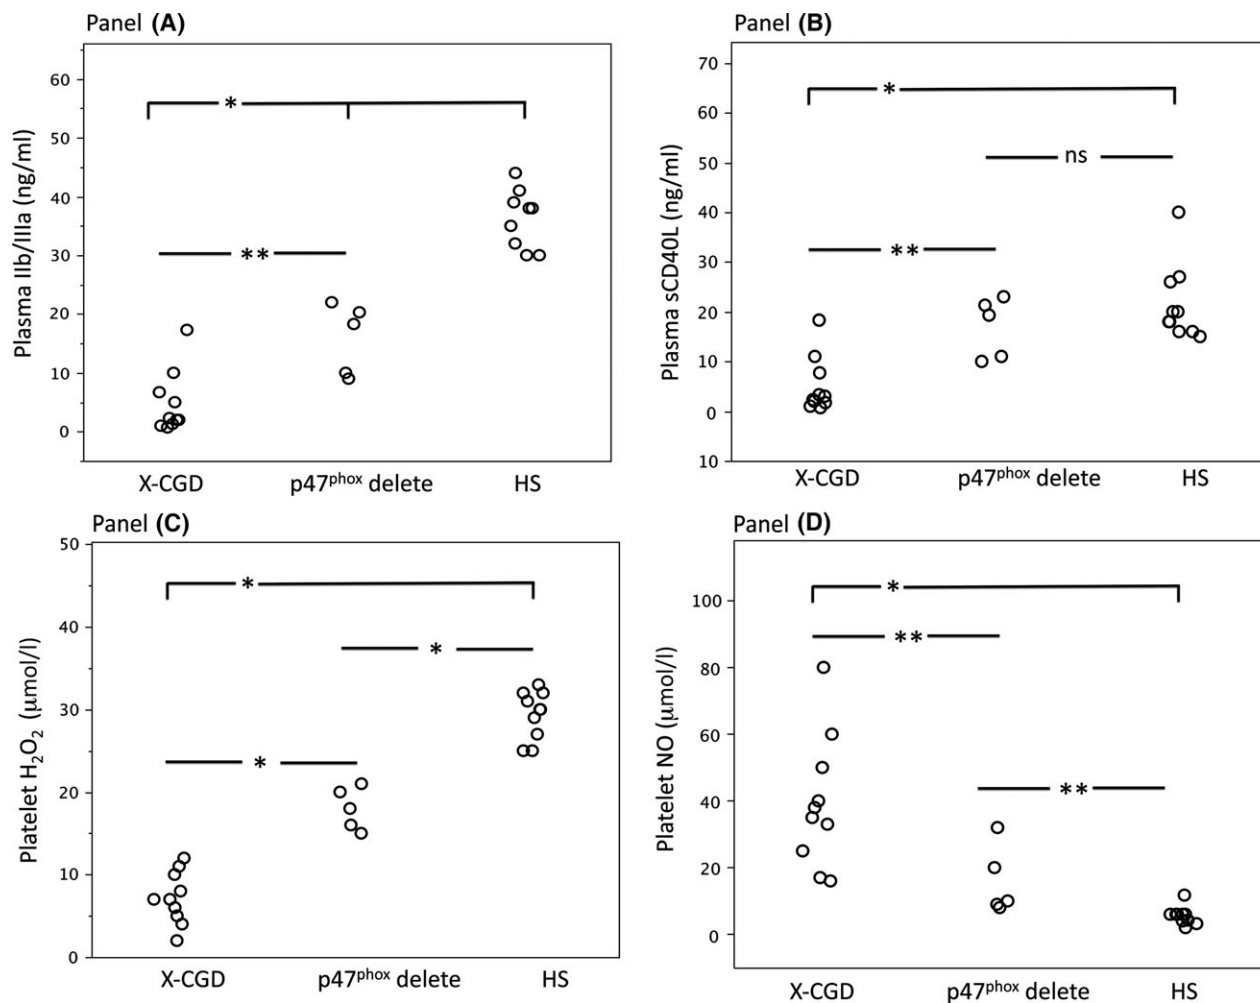 Panel (A)
Plasma IIb/IIIa (ng/ml)
60
50
40
30
20
10
0
*
**
X-CGD p47phox delete HS
Panel (B)
Plasma sCD40L (ng/ml)
70
60
50
40
30
20
10
0
10
*
ns
**
X-CGD p47phox delete HS
Panel (C)
Platelet H2O2 (μmol/l)
50
40
30
20
10
0
*
*
*
X-CGD p47phox delete HS
Panel (D)
Platelet NO (μmol/l)
100
80
60
40
20
0
*
**
**
X-CGD p47phox delete HS